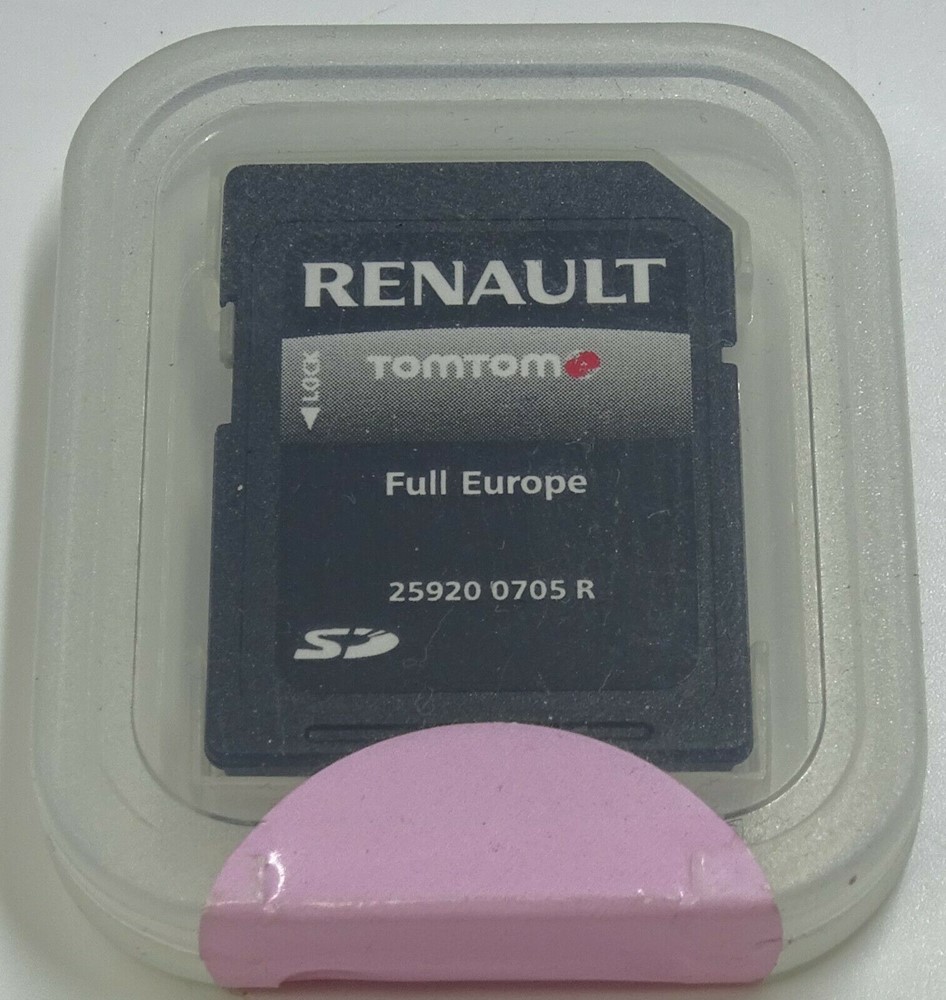 RENAULT
LOCK
TOMTOM
Full Europe
25920 0705 R
SD